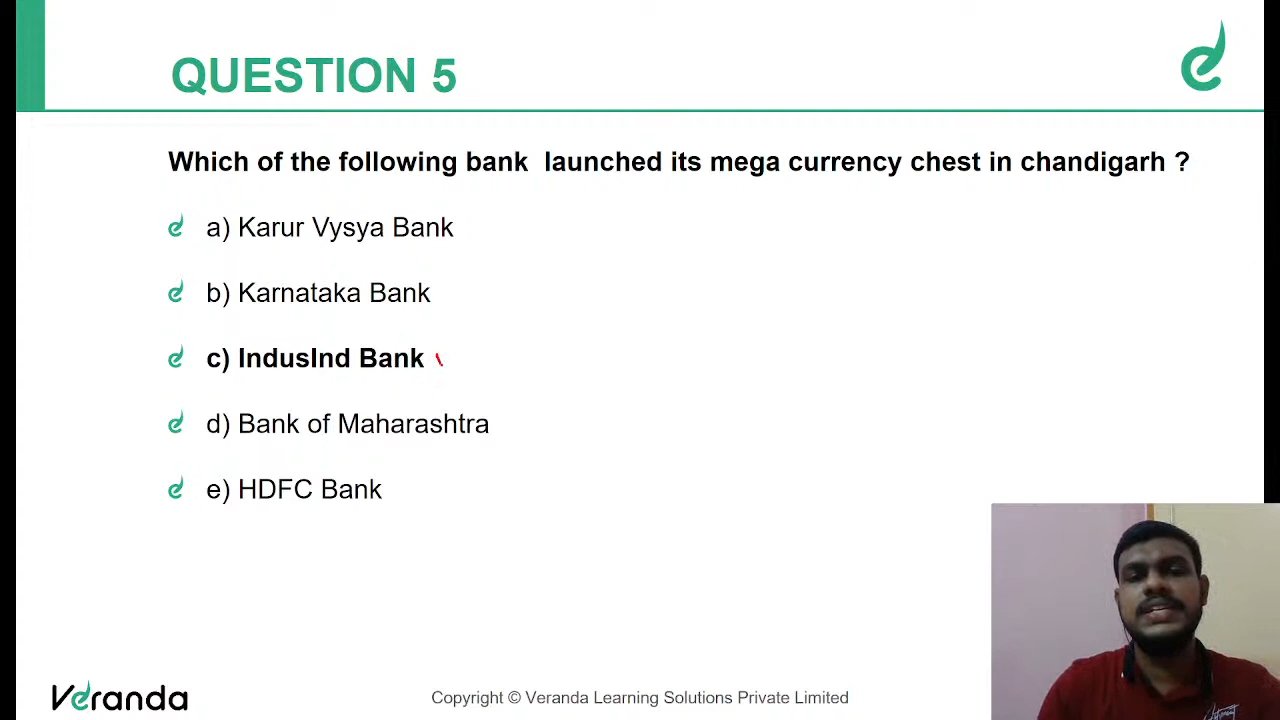 QUESTION 5
Which of the following bank launched its mega currency chest in chandigarh ?
a) Karur Vysya Bank
b) Karnataka Bank
c) IndusInd Bank
d) Bank of Maharashtra
e) HDFC Bank
Veranda
Copyright © Veranda Learning Solutions Private Limited